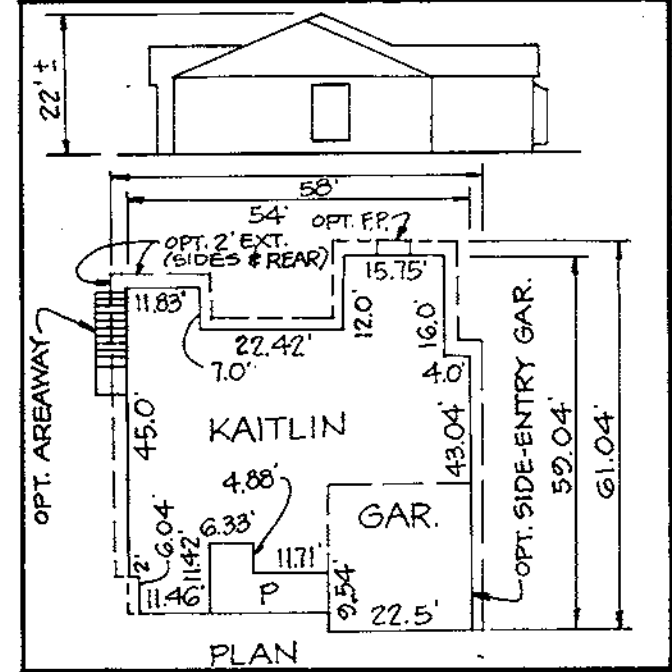 22' ±
58'
54'
OPT. F.P.
OPT. 2' EXT.
(SIDES & REAR)
15.75'
11.83'
12.0'
16.0'
22.42'
7.0'
4.0'
OPT. AREAWAY
45.0'
KAITLIN
43.04'
59.04'
61.04'
OPT. SIDE-ENTRY GAR.
4.88'
GAR.
6.33'
6.04'
11.42'
11.71'
2'
11.46'
P
9.54'
22.5'
PLAN